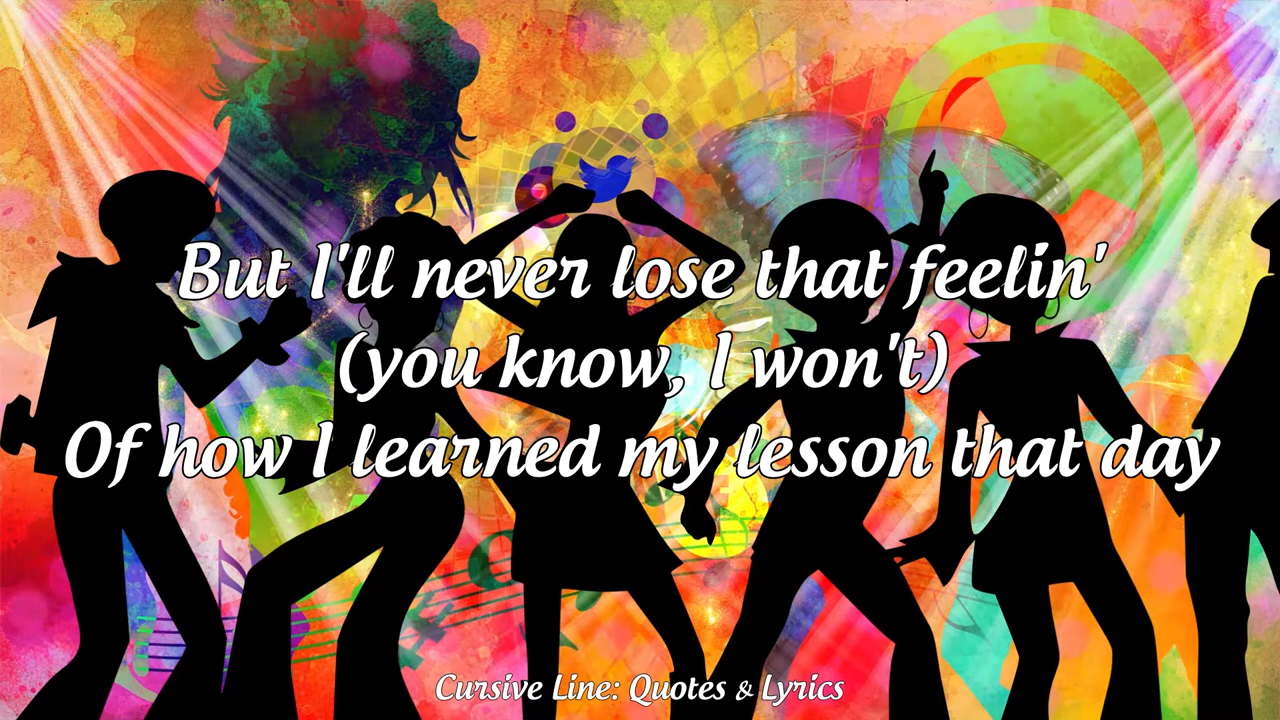 But I'll never lose that feelin'
(you know, I won't)
Of how I learned my lesson that day
Cursive Line: Quotes & Lyrics